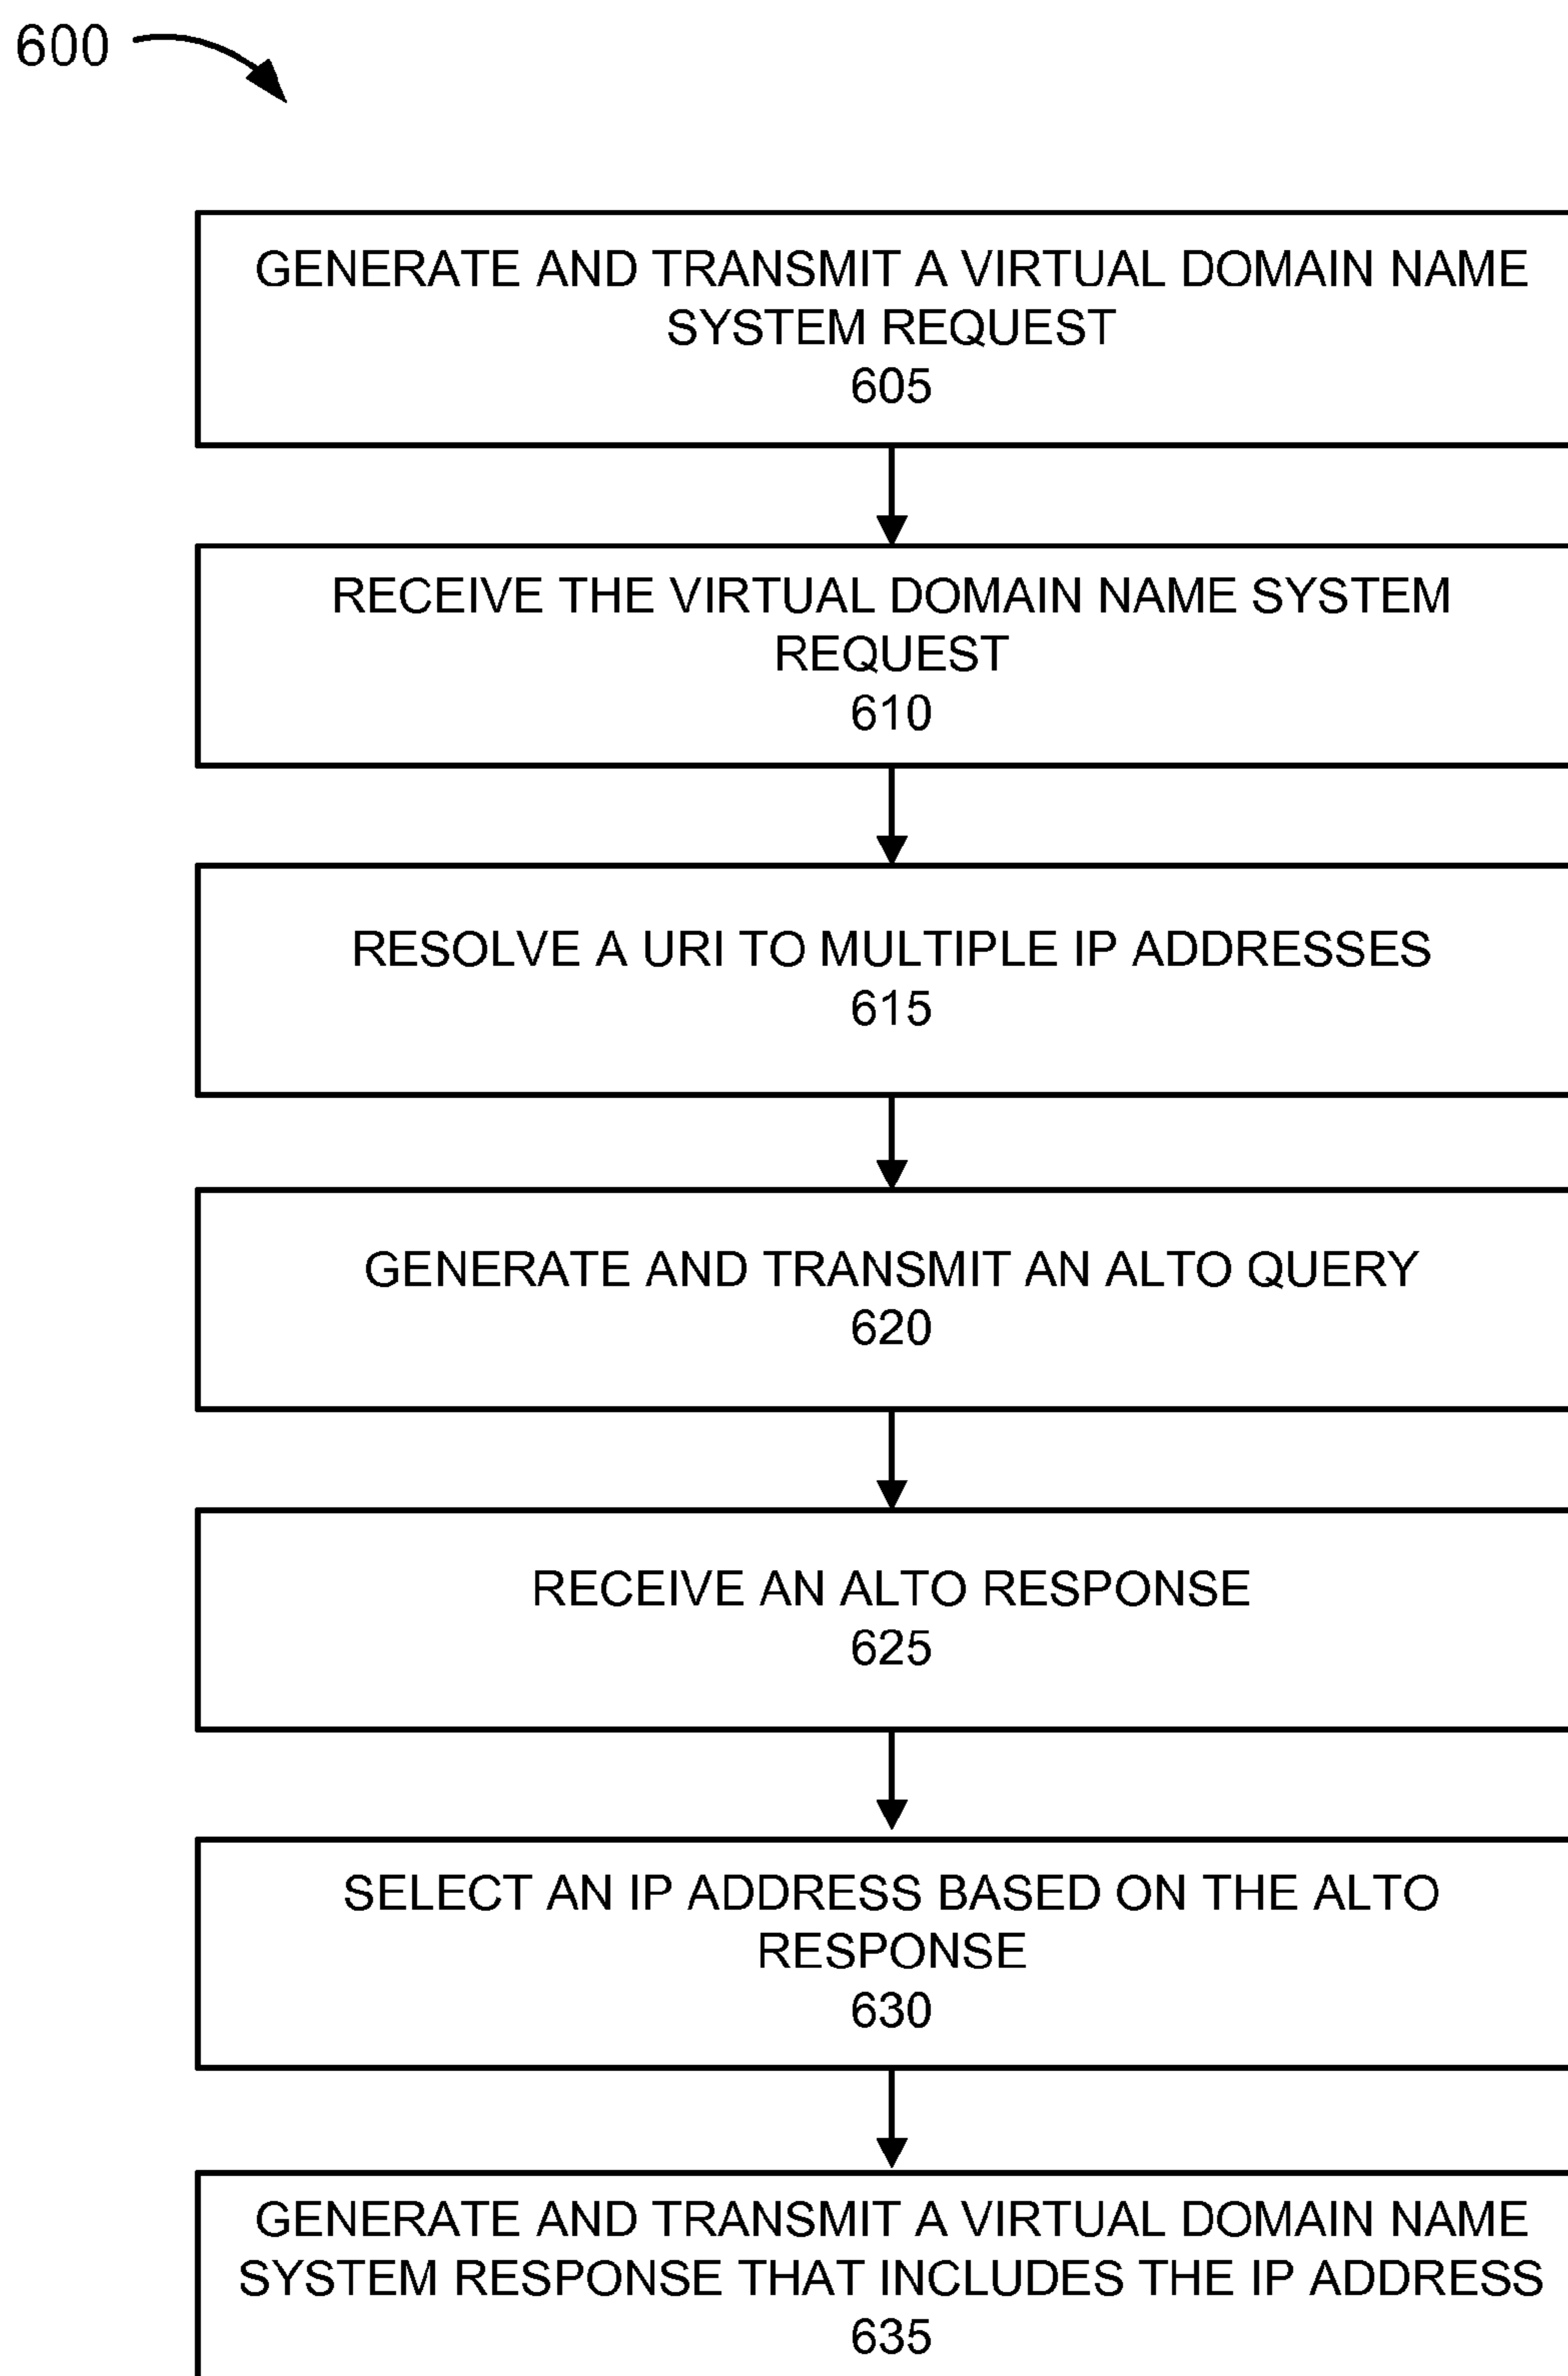 600
GENERATE AND TRANSMIT A VIRTUAL DOMAIN NAME
SYSTEM REQUEST
605
RECEIVE THE VIRTUAL DOMAIN NAME SYSTEM
REQUEST
610
RESOLVE A URI TO MULTIPLE IP ADDRESSES
615
GENERATE AND TRANSMIT AN ALTO QUERY
620
RECEIVE AN ALTO RESPONSE
625
SELECT AN IP ADDRESS BASED ON THE ALTO
RESPONSE
630
GENERATE AND TRANSMIT A VIRTUAL DOMAIN NAME
SYSTEM RESPONSE THAT INCLUDES THE IP ADDRESS
635